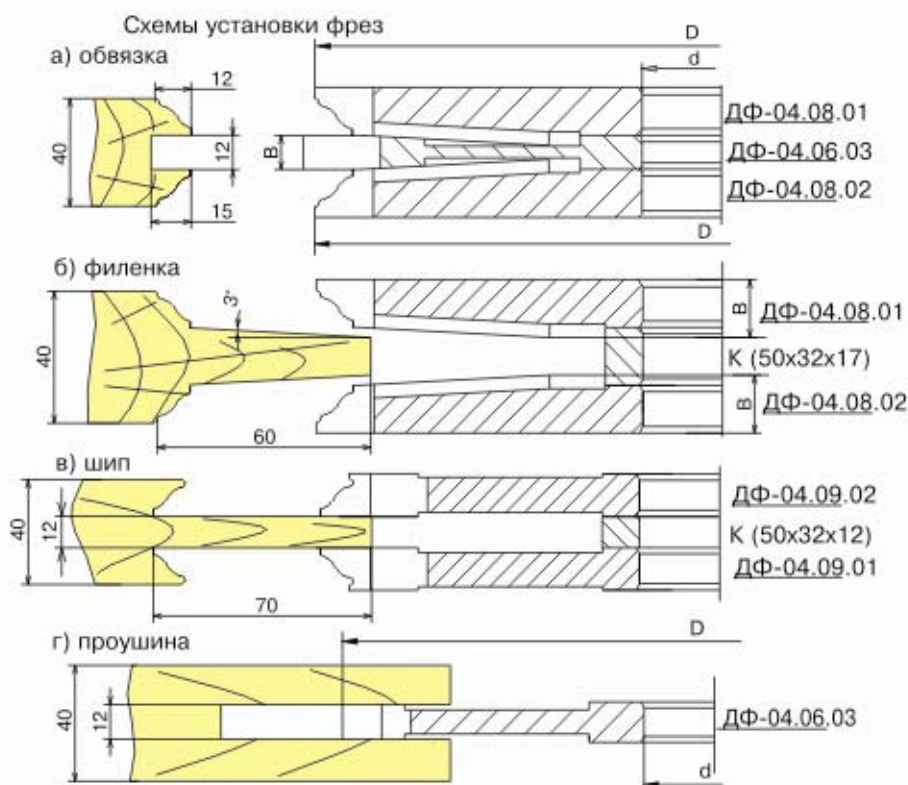 Схемы установки фрез
а) обвязка
D
d
12
40
12
B
15
ДФ-04.08.01
ДФ-04.06.03
ДФ-04.08.02
D
б) филенка
3°
40
60
B
B
ДФ-04.08.01
К (50х32х17)
ДФ-04.08.02
в) шип
40
12
70
ДФ-04.09.02
К (50х32х12)
ДФ-04.09.01
г) проушина
D
40
12
ДФ-04.06.03
d